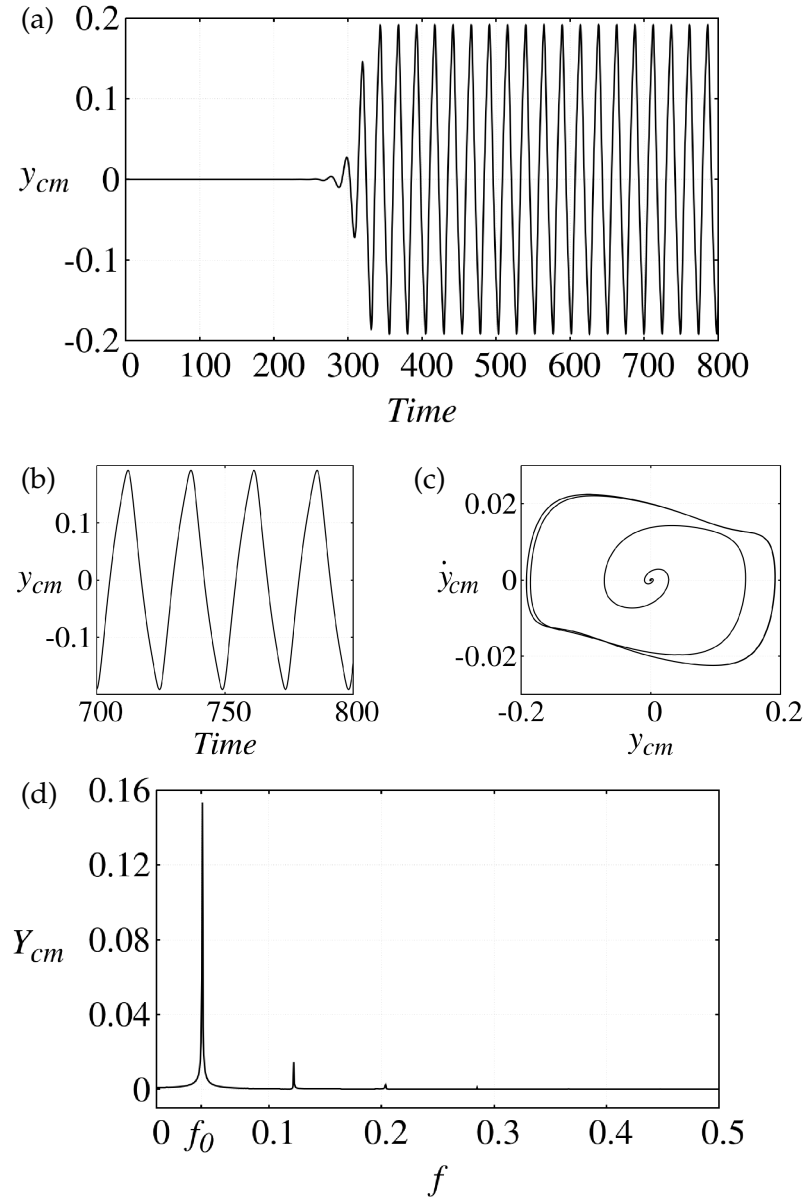 (a)
0.2
0.1
y_cm 0
-0.1
-0.2
0 100 200 300 400 500 600 700 800
Time
(b)
0.1
y_cm 0
-0.1
700 750 800
Time
(c)
0.02
ẏ_cm 0
-0.02
-0.2 0 0.2
y_cm
(d)
0.16
0.12
Y_cm 0.08
0.04
0
0 f_0 0.1 0.2 0.3 0.4 0.5
f